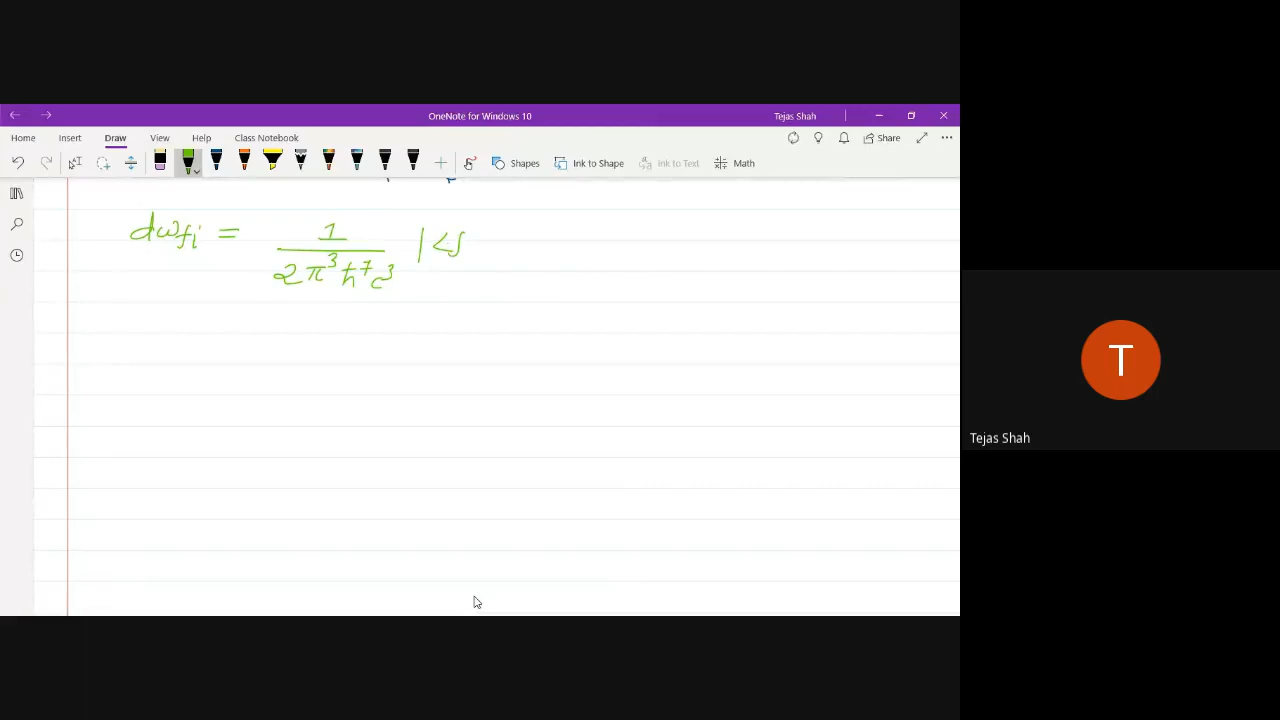 OneNote for Windows 10
Tejas Shah
Home Insert Draw View Help Class Notebook
Share
Shapes Ink to Shape Ink to Text Math
dωfi = 1 / 2π³ħ⁷c³ |<f
T
Tejas Shah